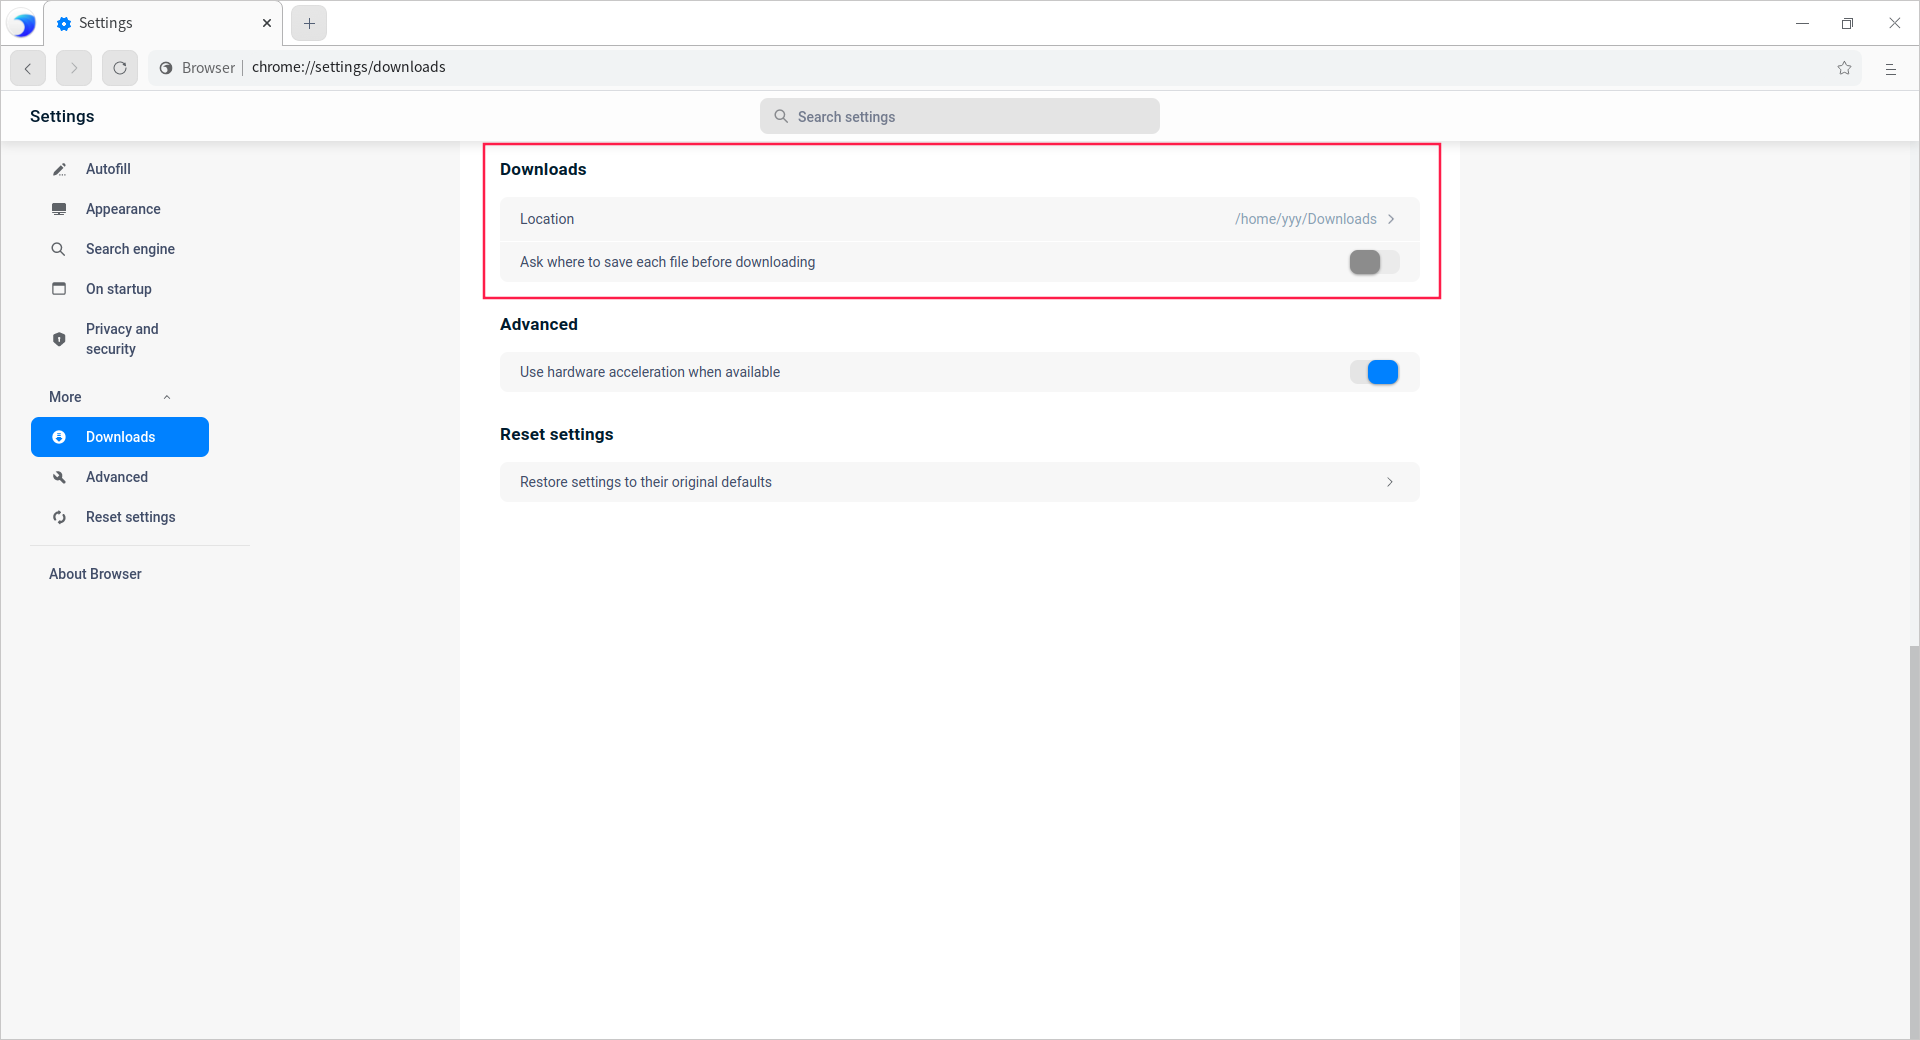 Settings
Browser | chrome://settings/downloads
Settings
Search settings
Autofill
Appearance
Search engine
On startup
Privacy and
security
More
Downloads
Advanced
Reset settings
About Browser
Downloads
Location /home/yyy/Downloads
Ask where to save each file before downloading
Advanced
Use hardware acceleration when available
Reset settings
Restore settings to their original defaults